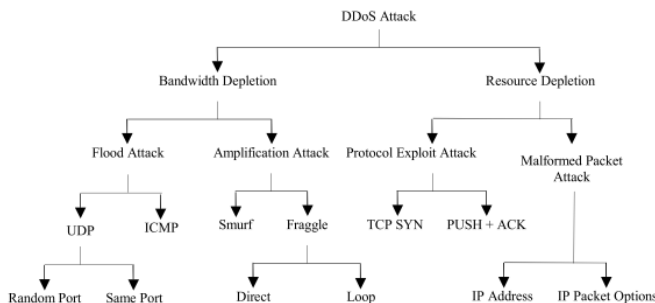 DDoS Attack
Bandwidth Depletion
Resource Depletion
Flood Attack
Amplification Attack
Protocol Exploit Attack
Malformed Packet
Attack
UDP
ICMP
Smurf
Fraggle
TCP SYN
PUSH + ACK
Random Port
Same Port
Direct
Loop
IP Address
IP Packet Options